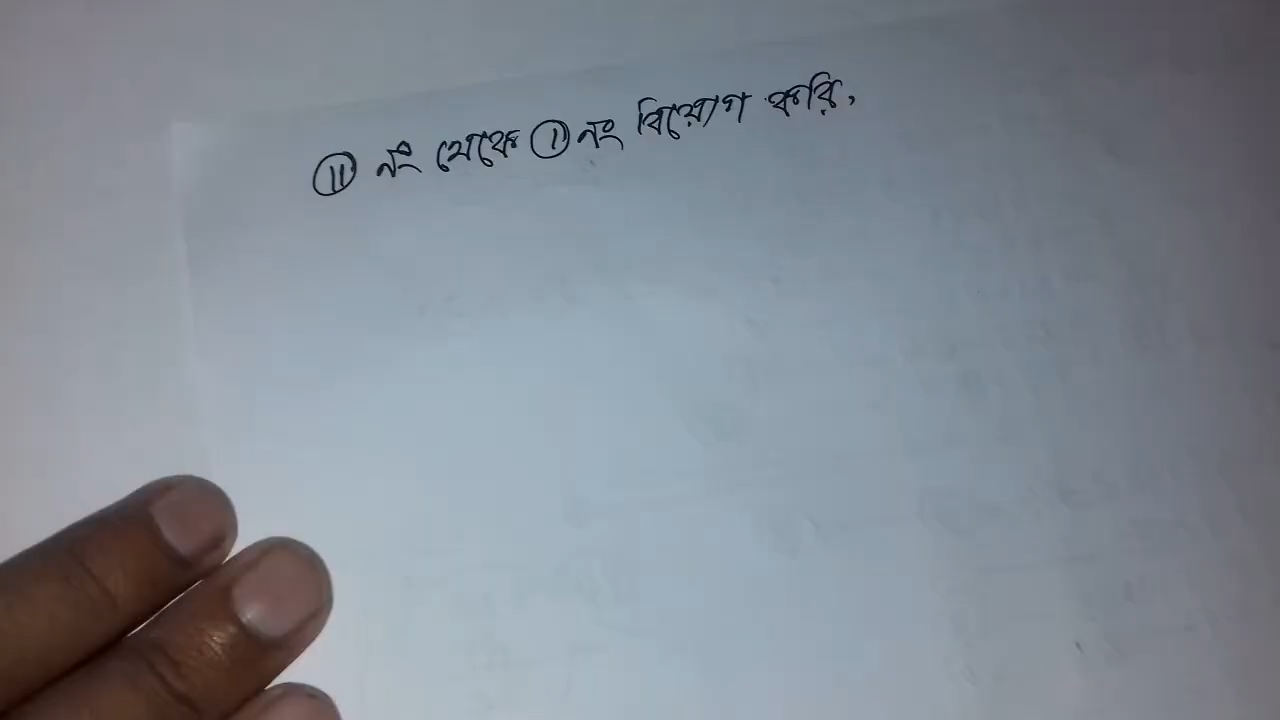 (ii) নং থেকে (i) নং বিয়োগ করি,